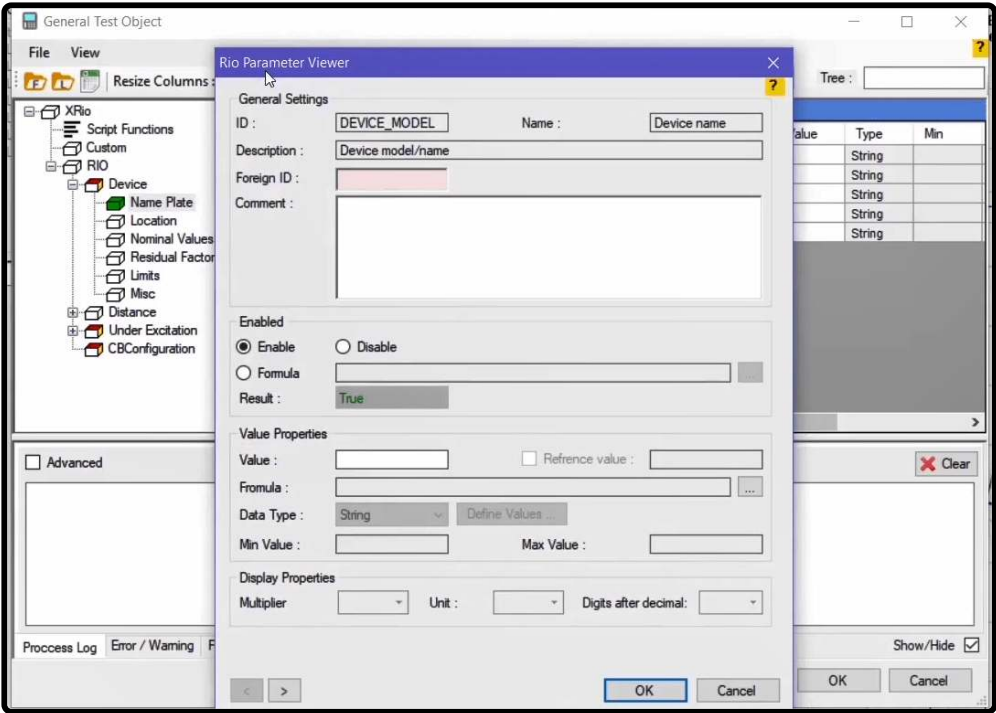 General Test Object
File View
?
Resize Columns :
Tree :
XRio
Script Functions
Custom
RIO
Device
Name Plate
Location
Nominal Values
Residual Factor
Limits
Misc
Distance
Under Excitation
CBConfiguration
Type Min
String
String
String
String
String
Advanced
Clear
Proccess Log Error / Warning
Show/Hide
OK Cancel
Rio Parameter Viewer
?
General Settings
ID : DEVICE_MODEL Name : Device name
Description : Device model/name
Foreign ID :
Comment :
Enabled
Enable Disable
Formula ...
Result : True
Value Properties
Value : Refrence value :
Fromula : ...
Data Type : String Define Values ...
Min Value : Max Value :
Display Properties
Multiplier Unit : Digits after decimal:
< > OK Cancel